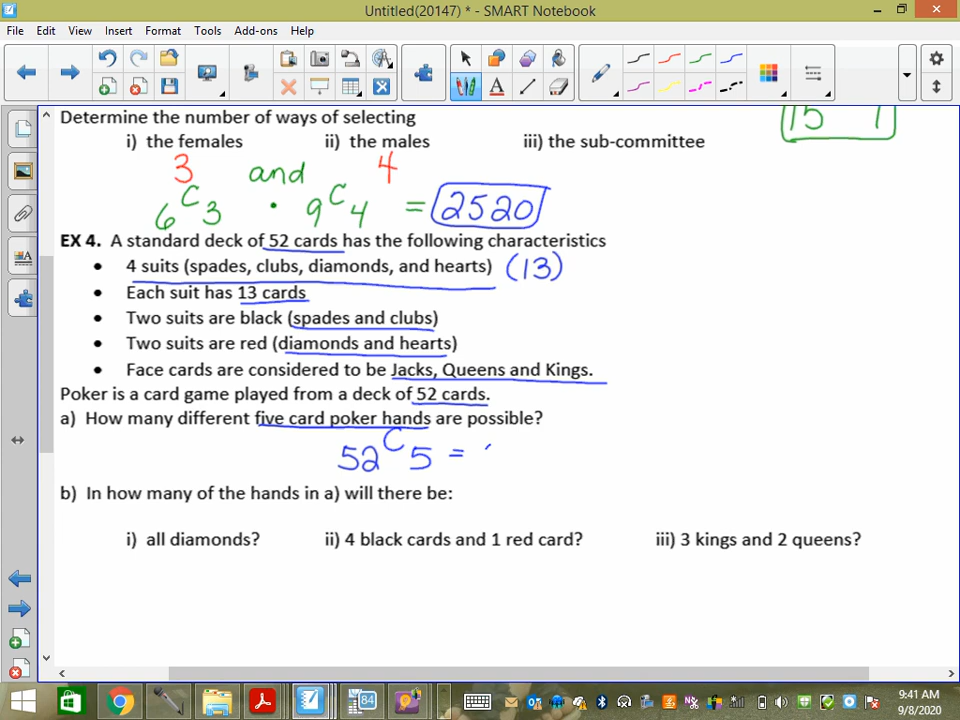 Untitled(20147) * - SMART Notebook
File Edit View Insert Format Tools Add-ons Help
15 1
Determine the number of ways of selecting
i) the females ii) the males iii) the sub-committee
3 and 4
6C3 · 9C4 = 2520
EX 4. A standard deck of 52 cards has the following characteristics
• 4 suits (spades, clubs, diamonds, and hearts) (13)
• Each suit has 13 cards
• Two suits are black (spades and clubs)
• Two suits are red (diamonds and hearts)
• Face cards are considered to be Jacks, Queens and Kings.
Poker is a card game played from a deck of 52 cards.
a) How many different five card poker hands are possible?
52C5 =
b) In how many of the hands in a) will there be:
i) all diamonds? ii) 4 black cards and 1 red card? iii) 3 kings and 2 queens?
84
9:41 AM
9/8/2020